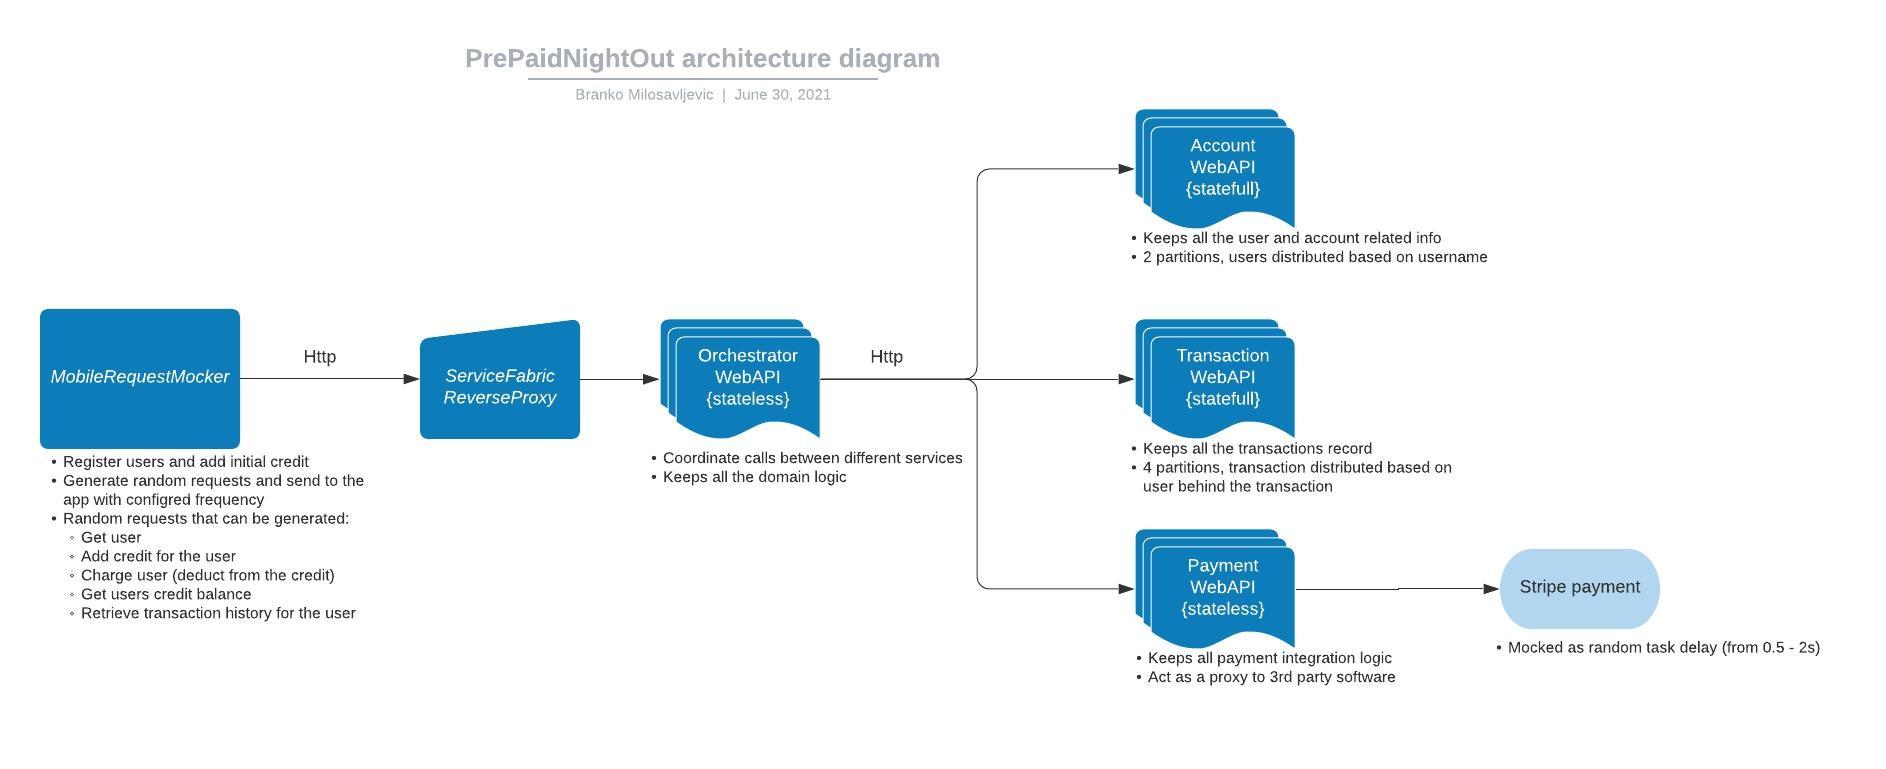 PrePaidNightOut architecture diagram
Branko Milosavljevic | June 30, 2021
MobileRequestMocker
• Register users and add initial credit
• Generate random requests and send to the
app with configred frequency
• Random requests that can be generated:
◦ Get user
◦ Add credit for the user
◦ Charge user (deduct from the credit)
◦ Get users credit balance
◦ Retrieve transaction history for the user
Http
ServiceFabric
ReverseProxy
Orchestrator
WebAPI
{stateless}
• Coordinate calls between different services
• Keeps all the domain logic
Http
Account
WebAPI
{statefull}
• Keeps all the user and account related info
• 2 partitions, users distributed based on username
Transaction
WebAPI
{statefull}
• Keeps all the transactions record
• 4 partitions, transaction distributed based on
user behind the transaction
Payment
WebAPI
{stateless}
• Keeps all payment integration logic
• Act as a proxy to 3rd party software
Stripe payment
• Mocked as random task delay (from 0.5 - 2s)